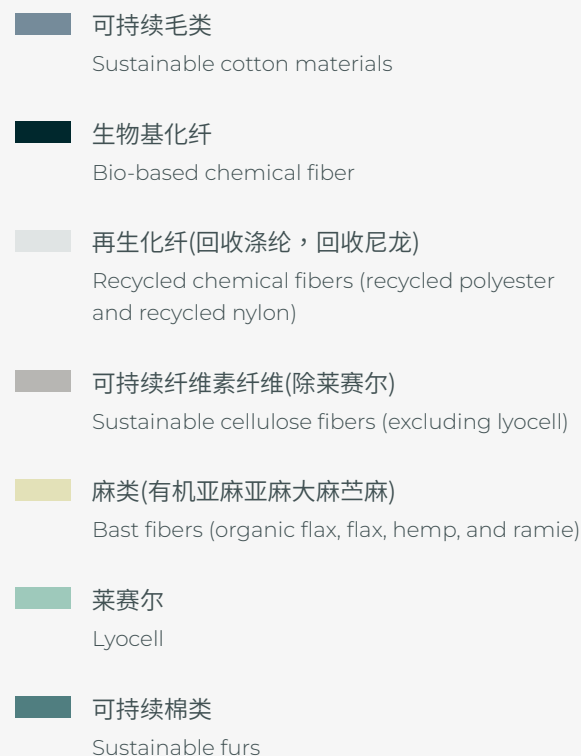 可持续毛类
Sustainable cotton materials
生物基化纤
Bio-based chemical fiber
再生化纤(回收涤纶，回收尼龙)
Recycled chemical fibers (recycled polyester
and recycled nylon)
可持续纤维素纤维(除莱赛尔)
Sustainable cellulose fibers (excluding lyocell)
麻类(有机亚麻亚麻大麻苎麻)
Bast fibers (organic flax, flax, hemp, and ramie)
莱赛尔
Lyocell
可持续棉类
Sustainable furs